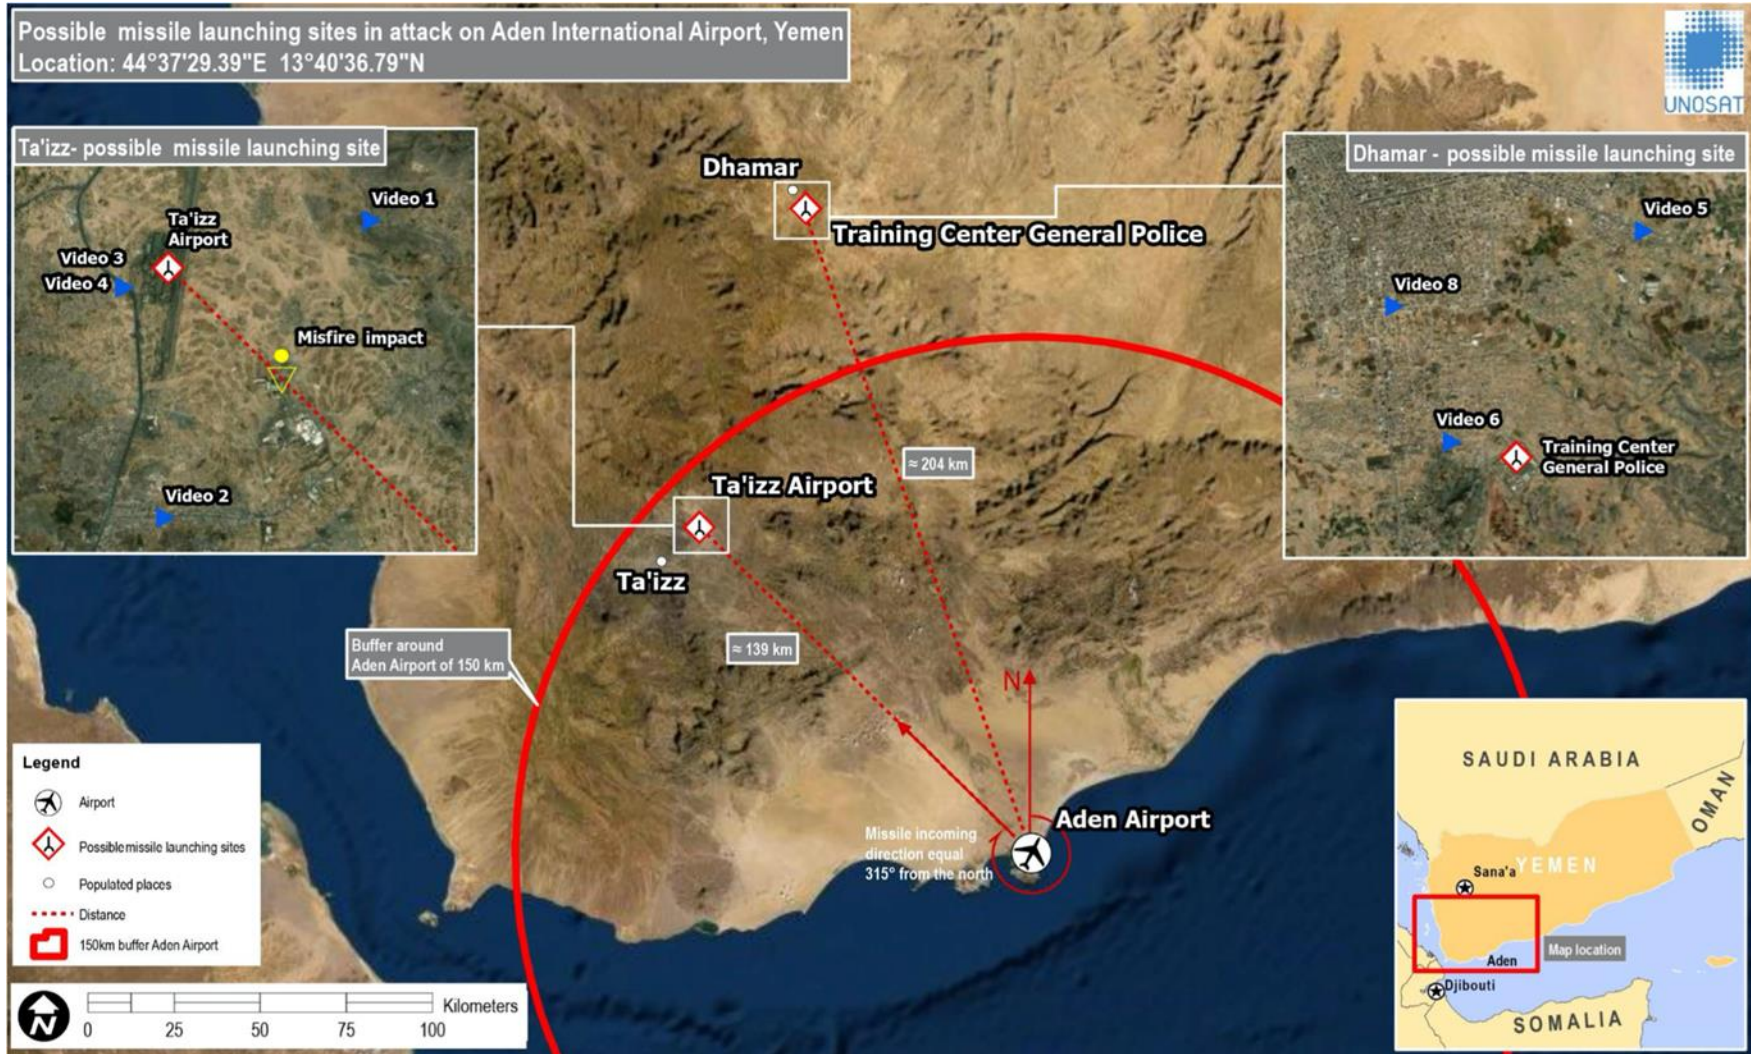 Possible missile launching sites in attack on Aden International Airport, Yemen
Location: 44°37'29.39"E 13°40'36.79"N
UNOSAT
Ta'izz- possible missile launching site
Video 1
Ta'izz
Airport
Video 3
Video 4
Misfire impact
Video 2
Dhamar - possible missile launching site
Video 5
Video 8
Video 6
Training Center
General Police
Dhamar
Training Center General Police
≈ 204 km
Ta'izz Airport
Ta'izz
≈ 139 km
Buffer around
Aden Airport of 150 km
N
Aden Airport
Missile incoming
direction equal
315° from the north
Legend
Airport
Possible missile launching sites
Populated places
Distance
150km buffer Aden Airport
N
Kilometers
0 25 50 75 100
SAUDI ARABIA
OMAN
YEMEN
Sana'a
Aden
Map location
Djibouti
SOMALIA